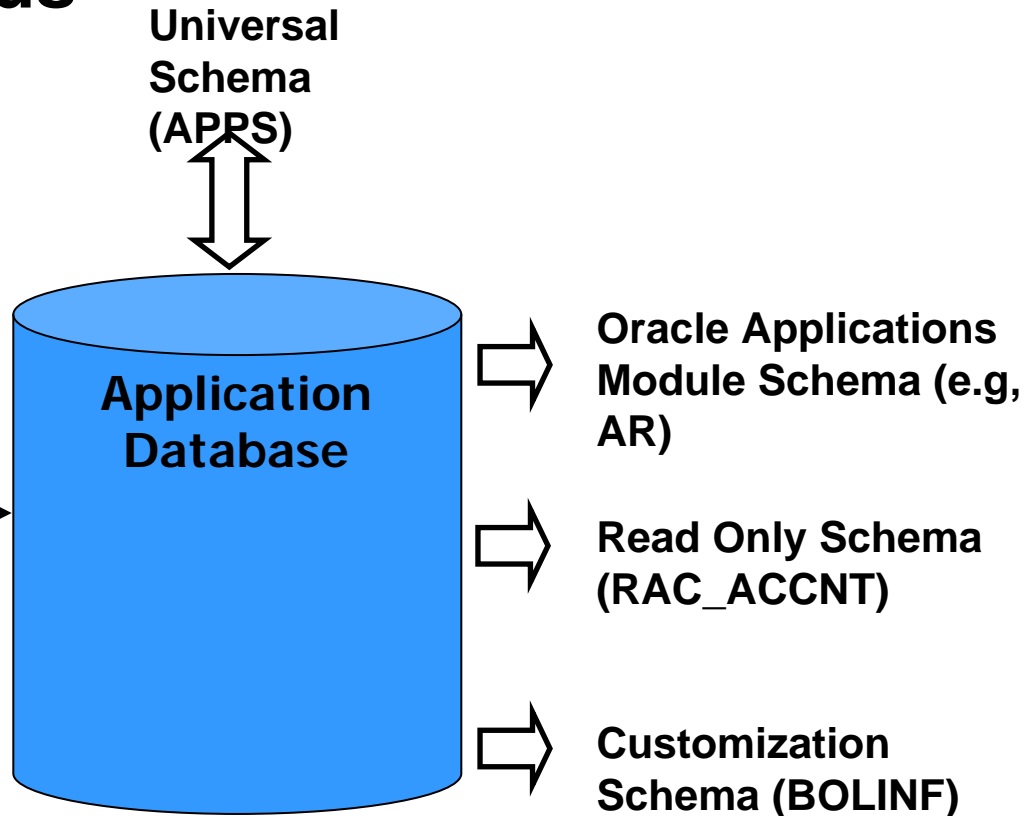 Universal
Schema
(APPS)
Application
Database
Oracle Applications
Module Schema (e.g,
AR)
Read Only Schema
(RAC_ACCNT)
Customization
Schema (BOLINF)